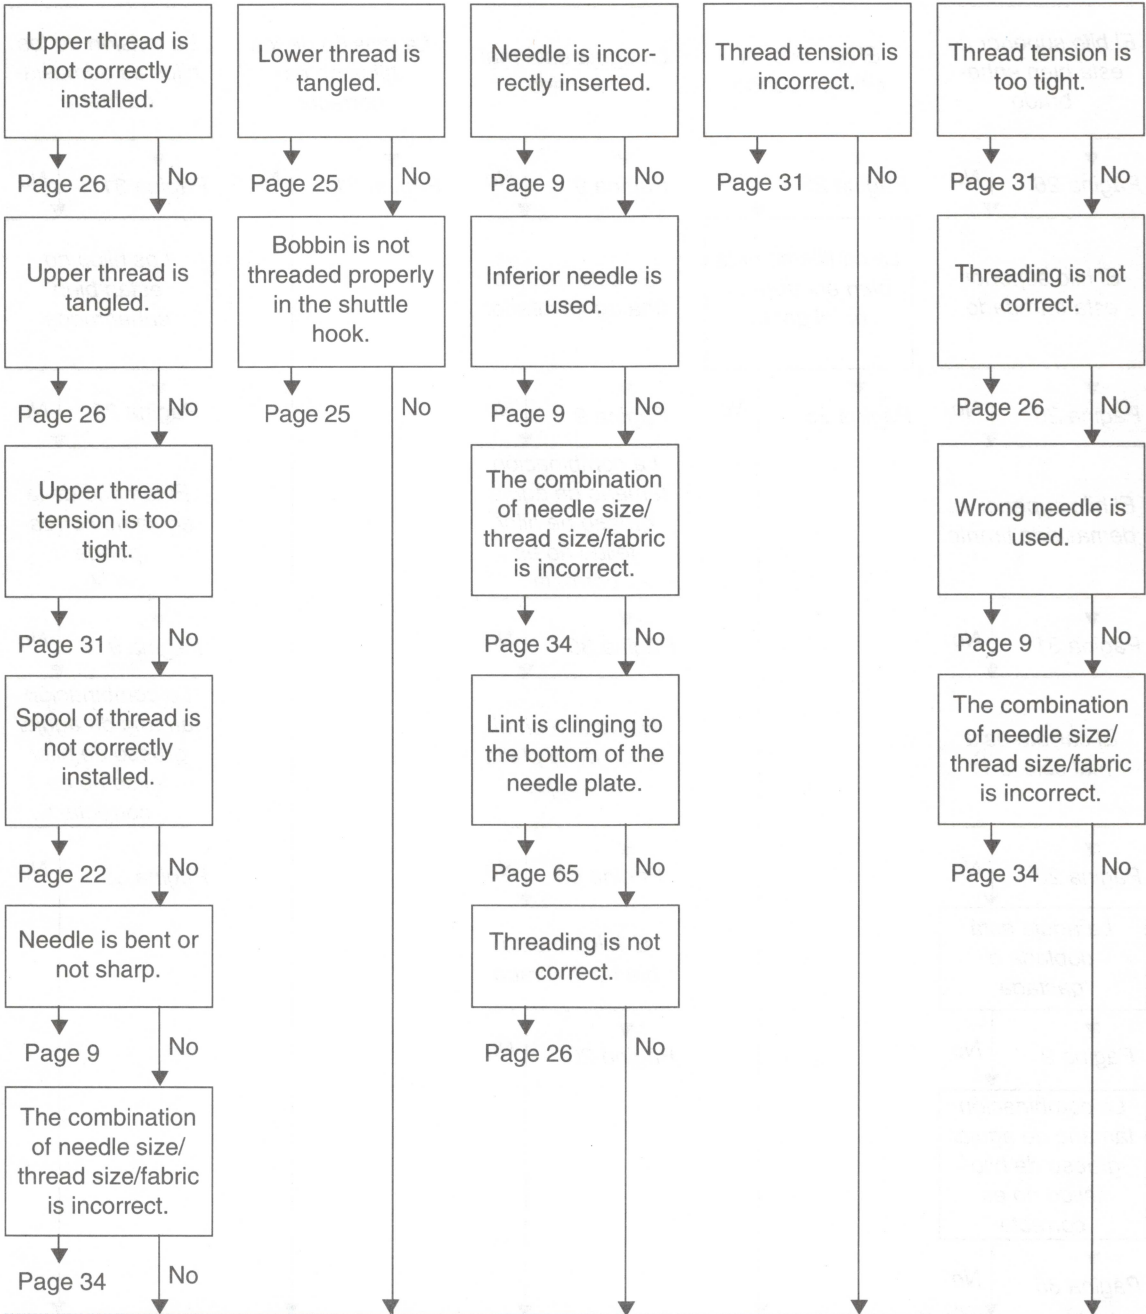 Upper thread is
not correctly
installed.
Page 26
No
Upper thread is
tangled.
Page 26
No
Upper thread
tension is too
tight.
Page 31
No
Spool of thread is
not correctly
installed.
Page 22
No
Needle is bent or
not sharp.
Page 9
No
The combination
of needle size/
thread size/fabric
is incorrect.
Page 34
No
Lower thread is
tangled.
Page 25
No
Bobbin is not
threaded properly
in the shuttle
hook.
Page 25
No
Needle is incor-
rectly inserted.
Page 9
No
Inferior needle is
used.
Page 9
No
The combination
of needle size/
thread size/fabric
is incorrect.
Page 34
No
Lint is clinging to
the bottom of the
needle plate.
Page 65
No
Threading is not
correct.
Page 26
No
Thread tension is
incorrect.
Page 31
No
Thread tension is
too tight.
Page 31
No
Threading is not
correct.
Page 26
No
Wrong needle is
used.
Page 9
No
The combination
of needle size/
thread size/fabric
is incorrect.
Page 34
No